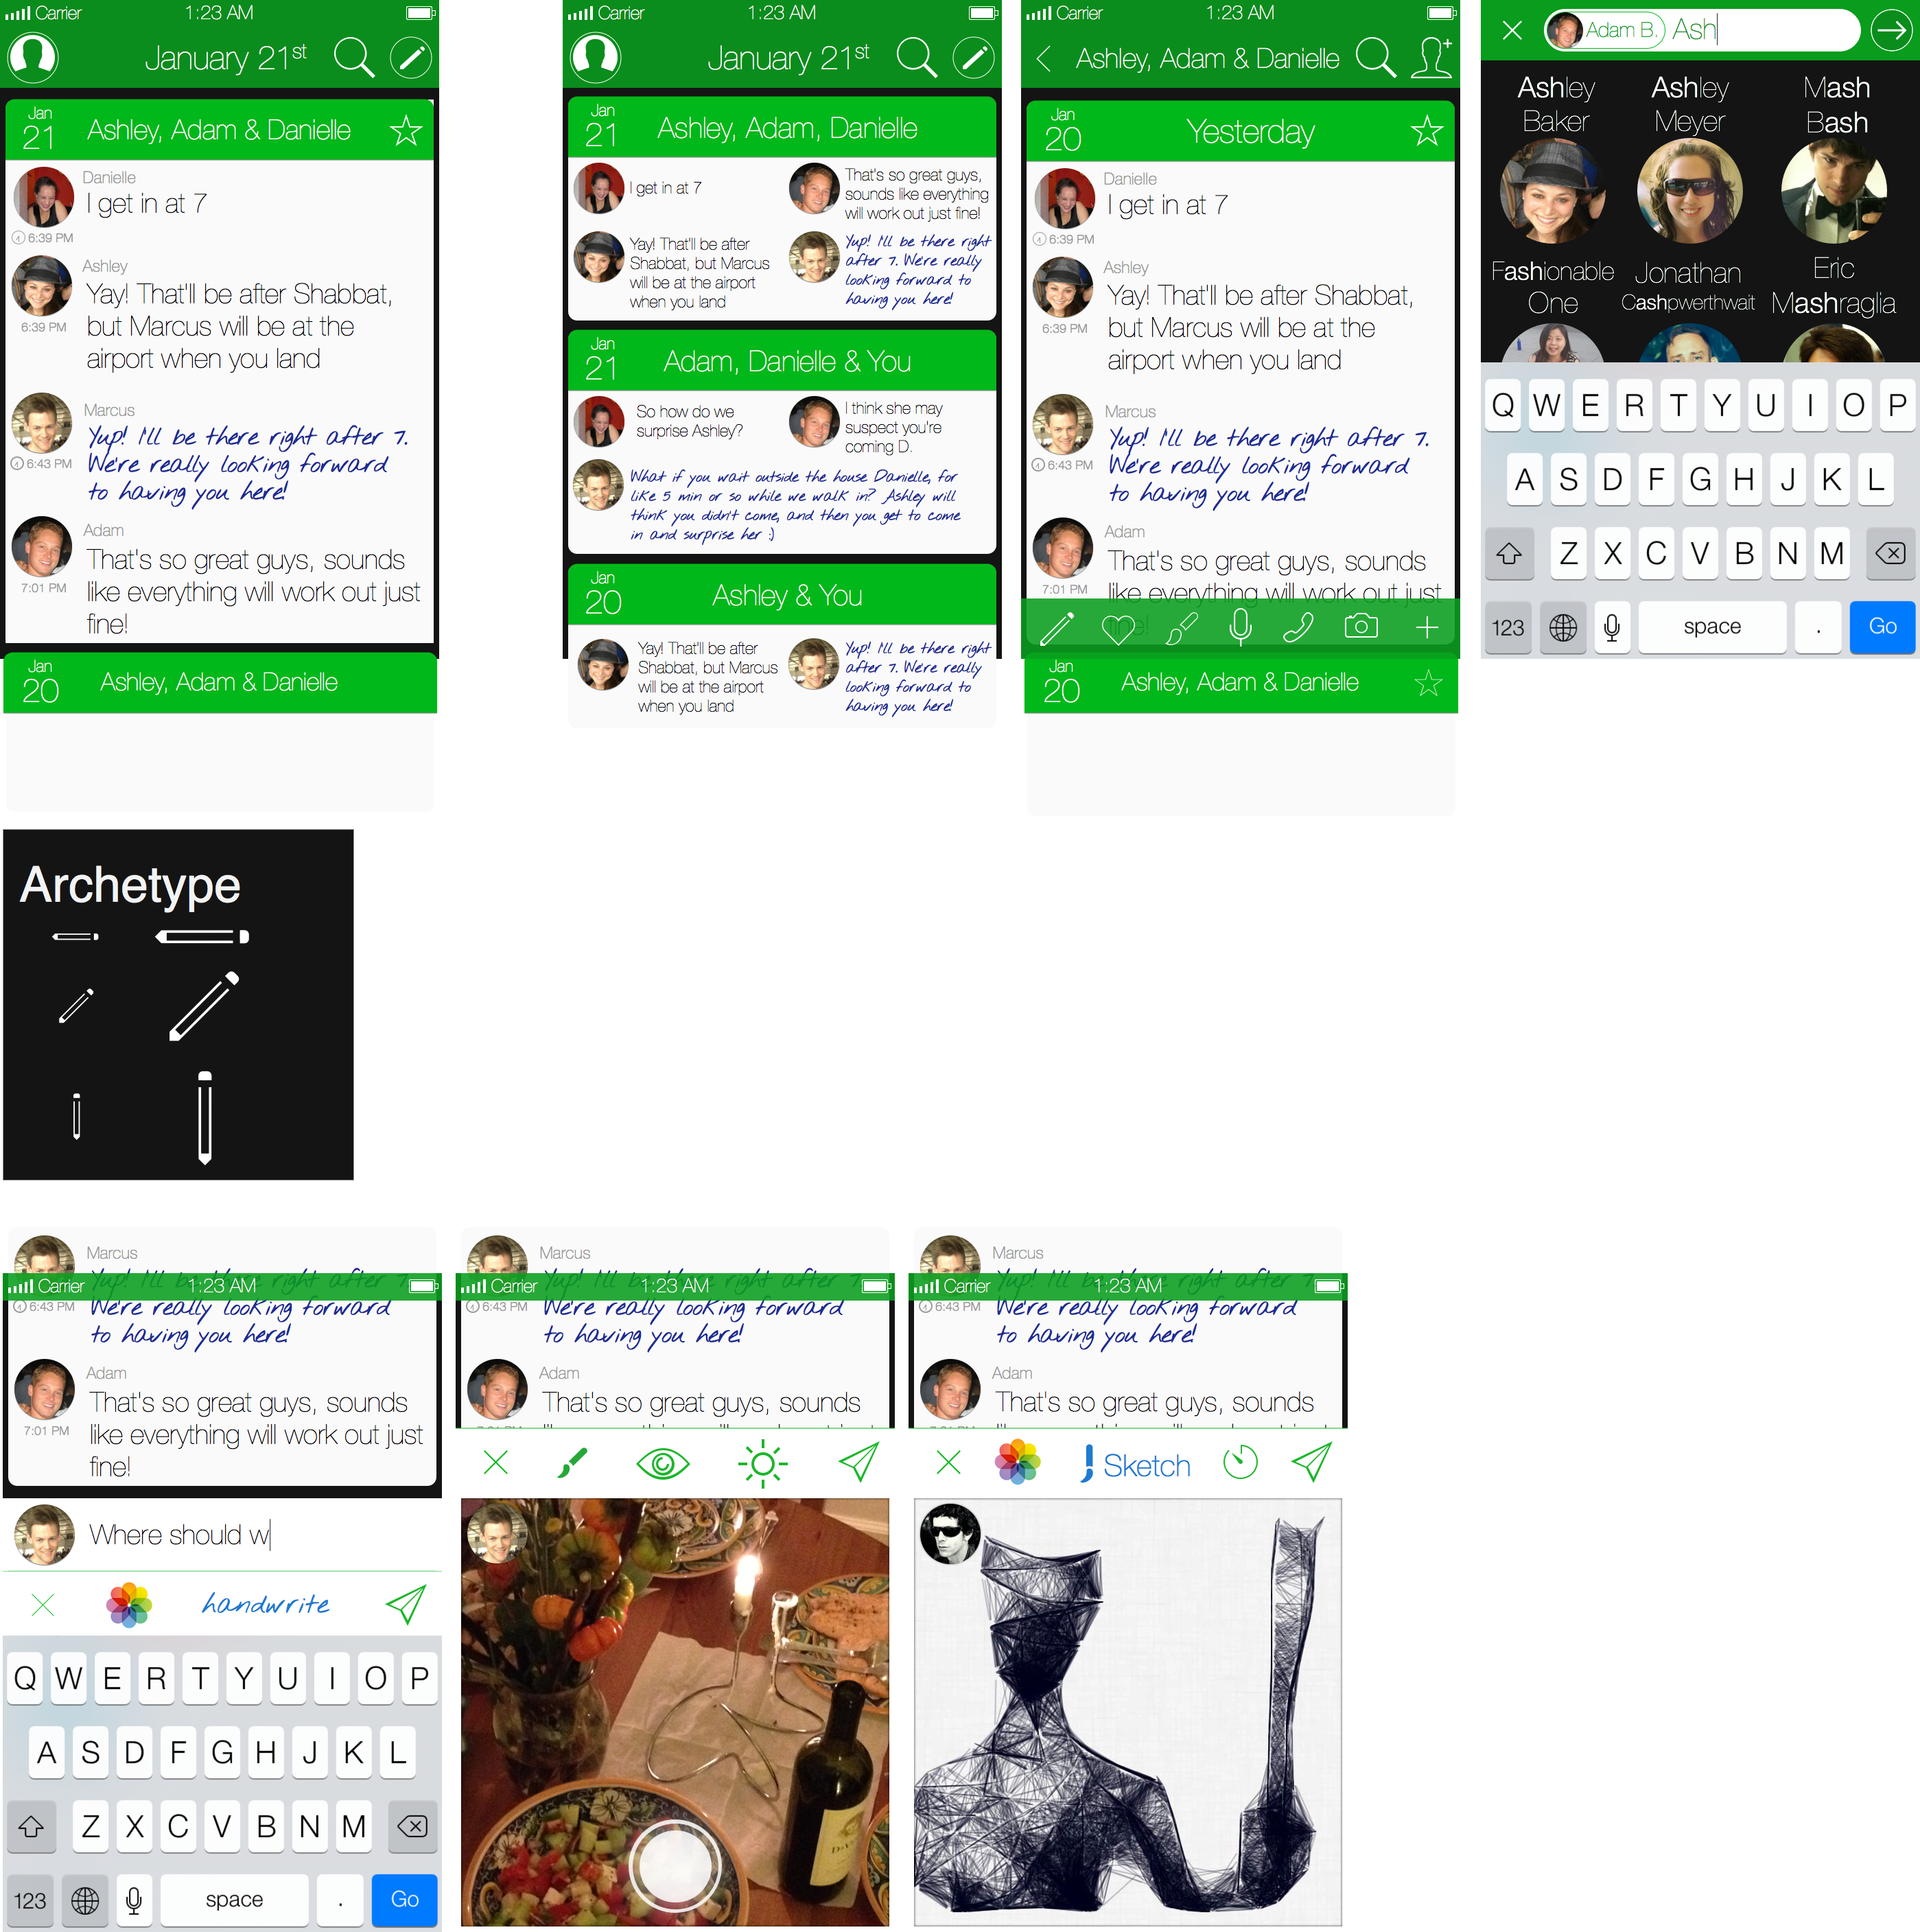 Carrier 1:23 AM
January 21st
Jan
21
Ashley, Adam & Danielle
Danielle
I get in at 7
6:39 PM
Ashley
Yay! That'll be after Shabbat,
but Marcus will be at the
airport when you land
6:39 PM
Marcus
Yup! I'll be there right after 7.
We're really looking forward
to having you here!
6:43 PM
Adam
That's so great guys, sounds
like everything will work out just
fine!
7:01 PM
Jan
20
Ashley, Adam & Danielle
Carrier 1:23 AM
January 21st
Jan
21
Ashley, Adam, Danielle
I get in at 7
That's so great guys,
sounds like everything
will work out just fine!
Yay! That'll be after
Shabbat, but Marcus
will be at the airport
when you land
Yup! I'll be there right
after 7. We're really
looking forward to
having you here!
Jan
21
Adam, Danielle & You
So how do we
surprise Ashley?
I think she may
suspect you're
coming D.
What if you wait outside the house Danielle, for
like 5 min or so while we walk in? Ashley will
think you didn't come, and then you get to come
in and surprise her :)
Jan
20
Ashley & You
Yay! That'll be after
Shabbat, but Marcus
will be at the airport
when you land
Yup! I'll be there right
after 7. We're really
looking forward to
having you here!
Carrier 1:23 AM
Ashley, Adam & Danielle
Jan
20
Yesterday
Danielle
I get in at 7
6:39 PM
Ashley
Yay! That'll be after Shabbat,
but Marcus will be at the
airport when you land
6:39 PM
Marcus
Yup! I'll be there right after 7.
We're really looking forward
to having you here!
6:43 PM
Adam
That's so great guys, sounds
like everything will work out just
fine!
7:01 PM
Jan
20
Ashley, Adam & Danielle
Adam B. Ash
Ashley
Baker
Ashley
Meyer
Mash
Bash
Fashionable
One
Jonathan
Cashpwerthwait
Eric
Mashraglia
Q W E R T Y U I O P
A S D F G H J K L
Z X C V B N M
123 space . Go
Archetype
Marcus
Carrier 1:23 AM
Yup! I'll be there right after 7.
We're really looking forward
to having you here!
6:43 PM
Adam
That's so great guys, sounds
like everything will work out just
fine!
7:01 PM
Where should w
handwrite
Q W E R T Y U I O P
A S D F G H J K L
Z X C V B N M
123 space . Go
Marcus
Carrier 1:23 AM
Yup! I'll be there right after 7.
We're really looking forward
to having you here!
6:43 PM
Adam
That's so great guys, sounds
Marcus
Carrier 1:23 AM
Yup! I'll be there right after 7.
We're really looking forward
to having you here!
6:43 PM
Adam
That's so great guys, sounds
Sketch